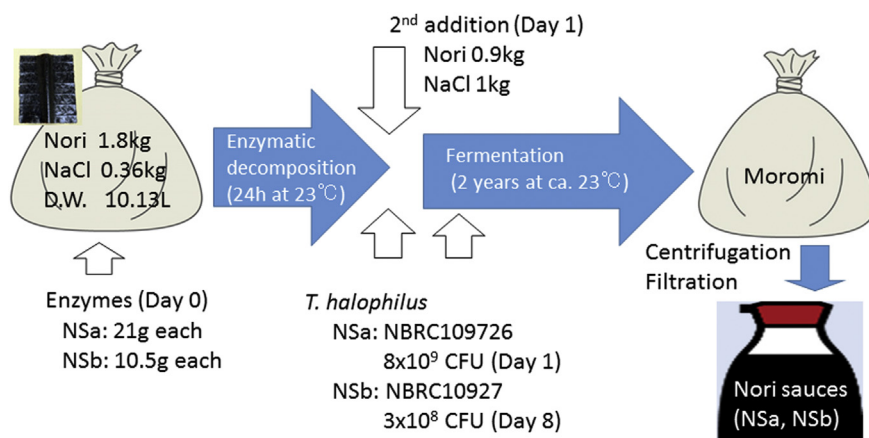 2nd addition (Day 1)
Nori 0.9kg
NaCl 1kg
Nori 1.8kg
NaCl 0.36kg
D.W. 10.13L
Enzymatic
decomposition
(24h at 23℃)
Fermentation
(2 years at ca. 23℃)
Moromi
Enzymes (Day 0)
NSa: 21g each
NSb: 10.5g each
T. halophilus
NSa: NBRC109726
8x10⁹ CFU (Day 1)
NSb: NBRC10927
3x10⁸ CFU (Day 8)
Centrifugation
Filtration
Nori sauces
(NSa, NSb)